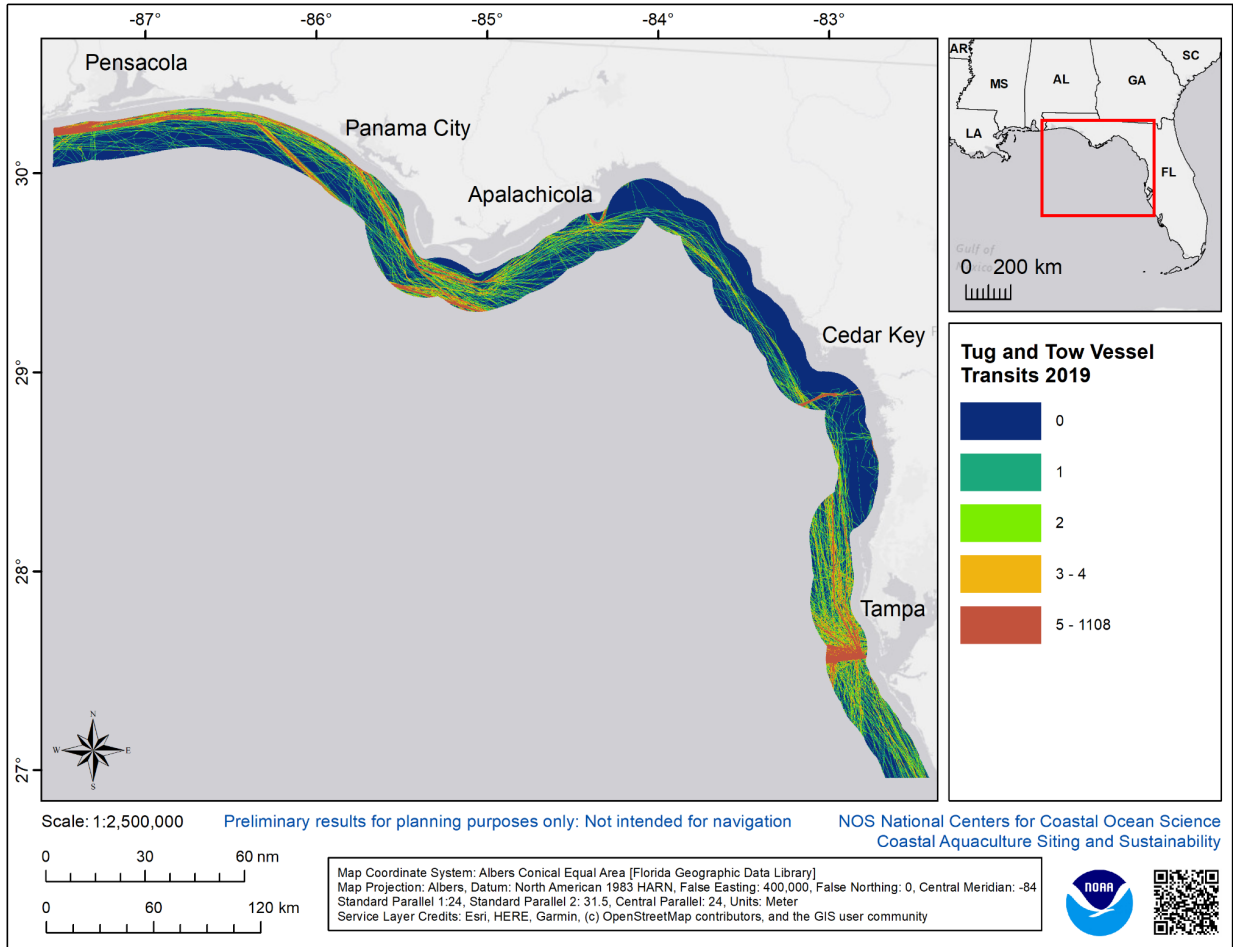 -87°
-86°
-85°
-84°
-83°
30°
29°
28°
27°
Pensacola
Panama City
Apalachicola
Cedar Key
Tampa
N
W
E
S
AR
MS
AL
GA
SC
LA
FL
Gulf of
Mexico
0 200 km
Tug and Tow Vessel
Transits 2019
0
1
2
3 - 4
5 - 1108
Scale: 1:2,500,000
Preliminary results for planning purposes only: Not intended for navigation
NOS National Centers for Coastal Ocean Science
Coastal Aquaculture Siting and Sustainability
0 30 60 nm
0 60 120 km
Map Coordinate System: Albers Conical Equal Area [Florida Geographic Data Library]
Map Projection: Albers, Datum: North American 1983 HARN, False Easting: 400,000, False Northing: 0, Central Meridian: -84
Standard Parallel 1:24, Standard Parallel 2: 31.5, Central Parallel: 24, Units: Meter
Service Layer Credits: Esri, HERE, Garmin, (c) OpenStreetMap contributors, and the GIS user community
NOAA